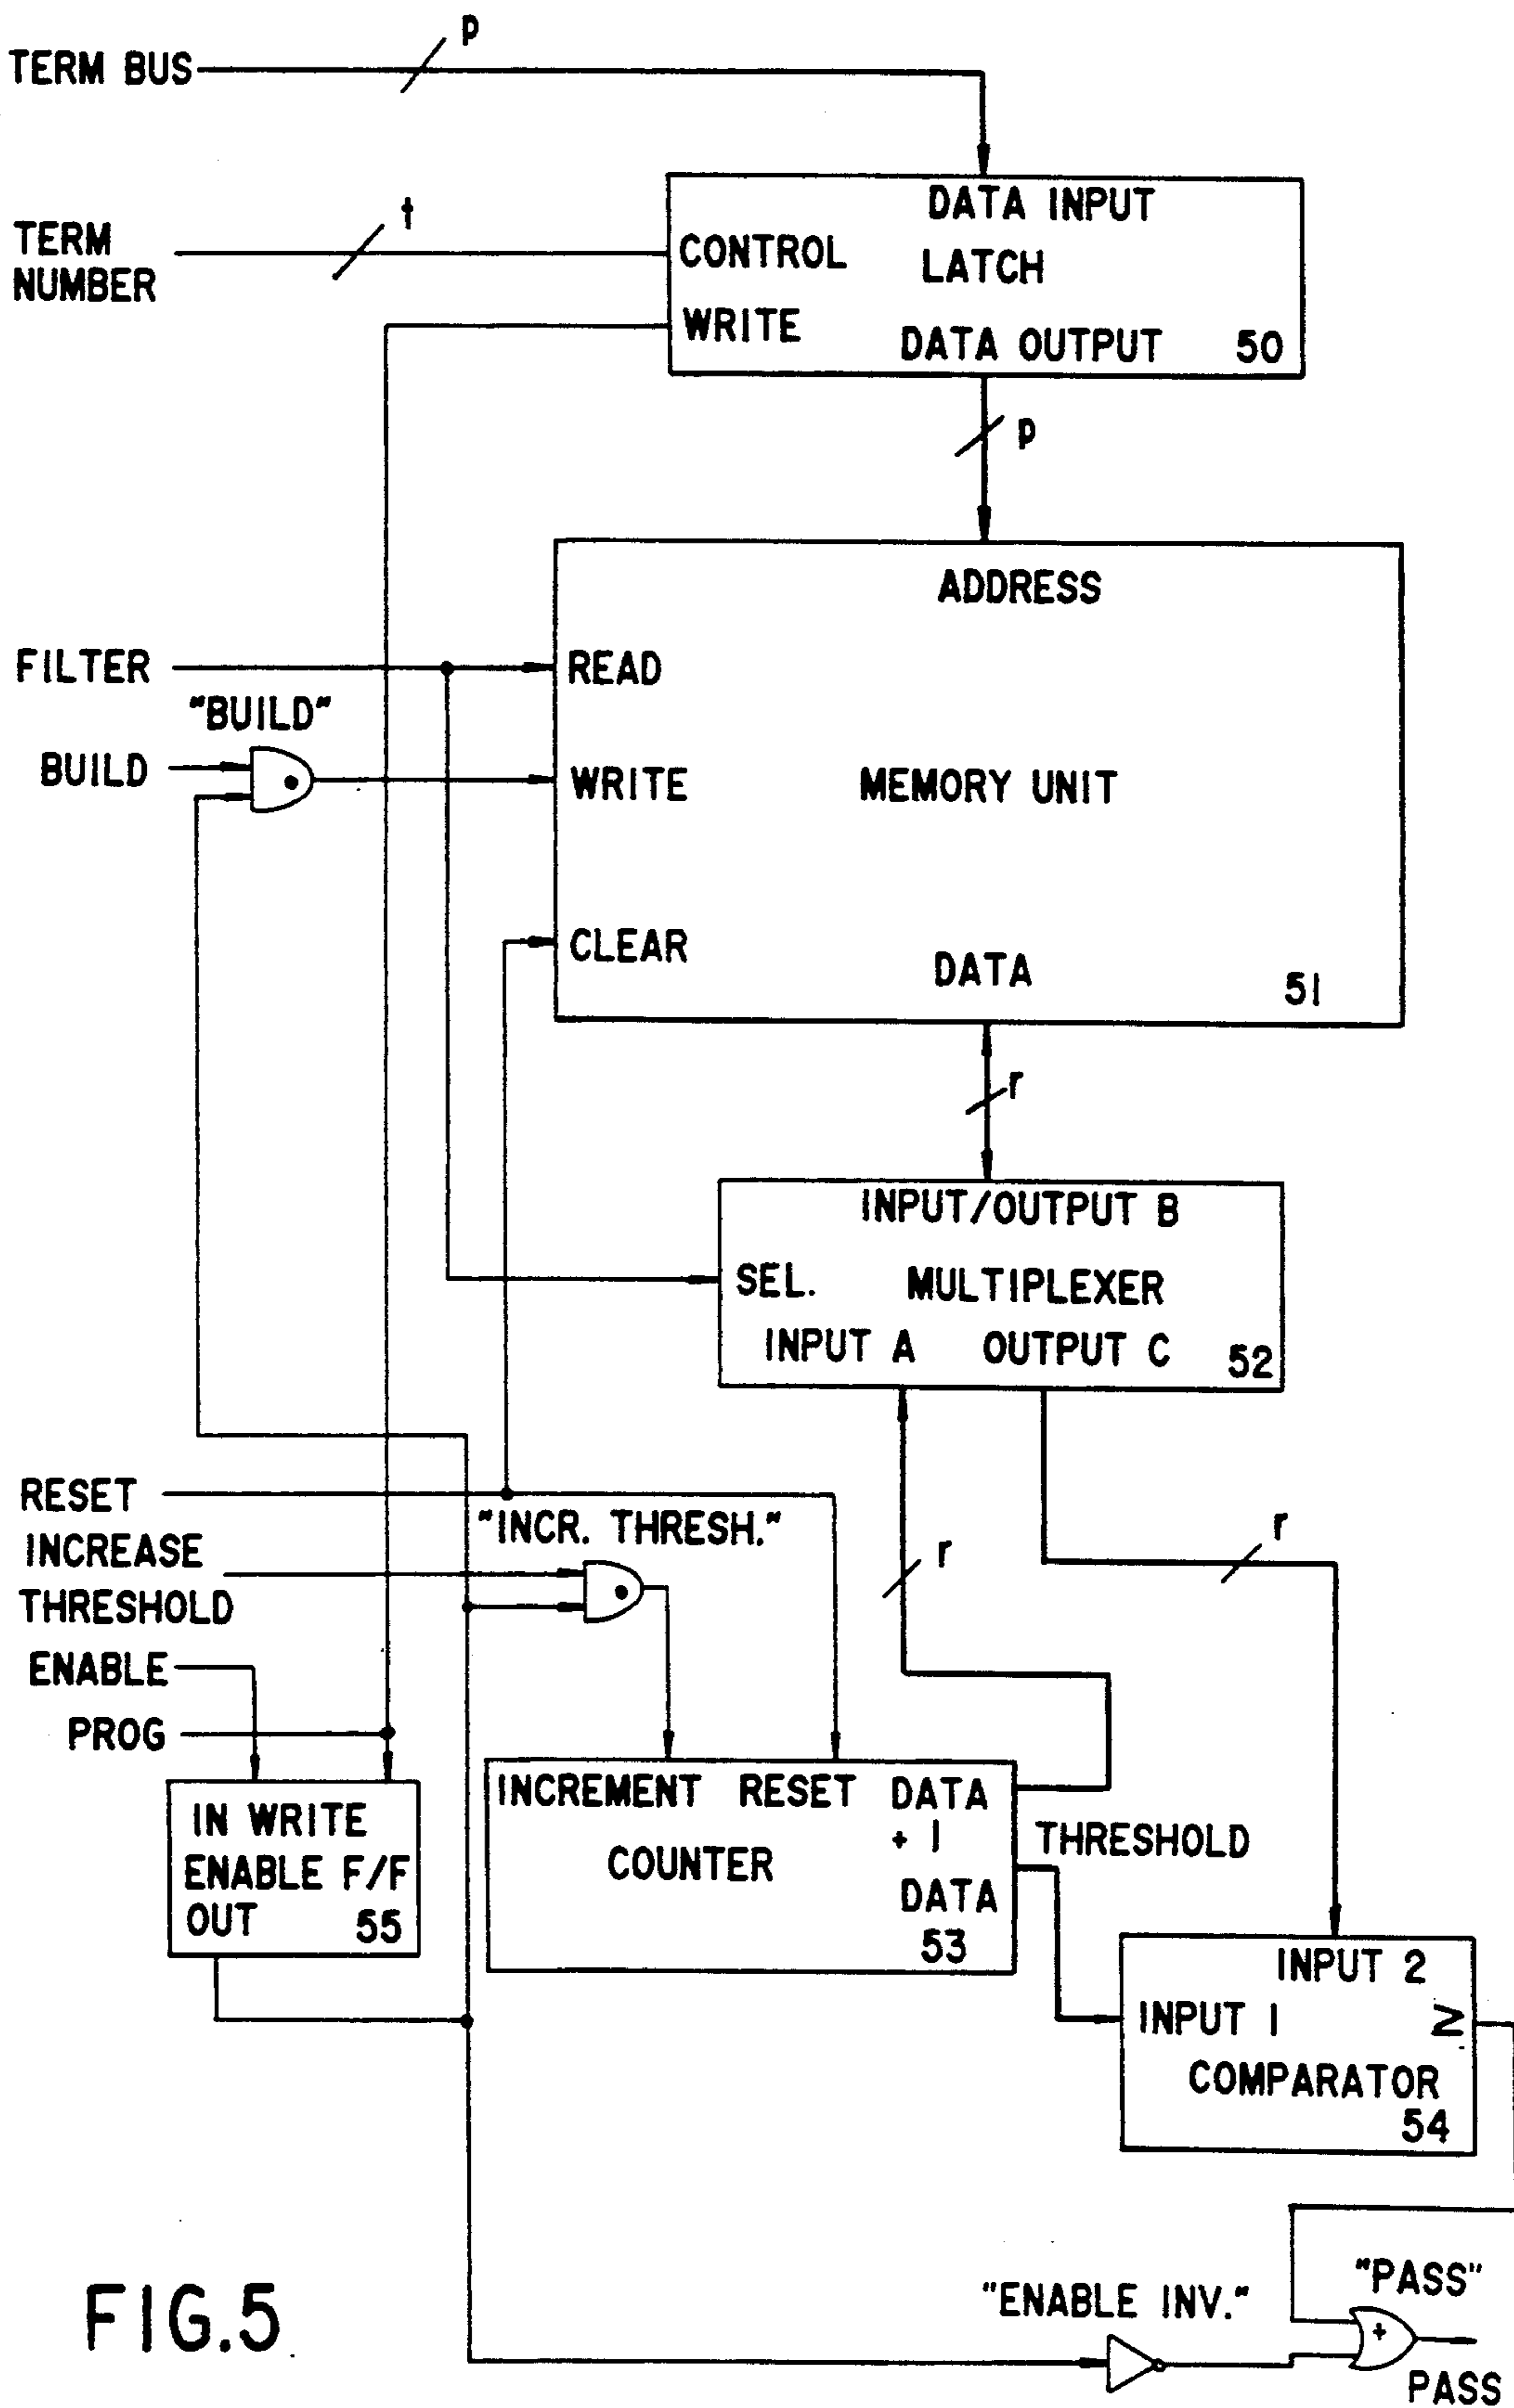 p
TERM BUS
DATA INPUT
t
TERM
NUMBER
CONTROL LATCH
WRITE
DATA OUTPUT 50
p
ADDRESS
FILTER
READ
"BUILD"
BUILD
WRITE
MEMORY UNIT
CLEAR
DATA
51
r
INPUT/OUTPUT B
SEL. MULTIPLEXER
INPUT A OUTPUT C 52
RESET
"INCR. THRESH."
r
r
INCREASE
THRESHOLD
ENABLE
PROG
INCREMENT RESET DATA
+ 1
THRESHOLD
COUNTER
DATA
53
IN WRITE
ENABLE F/F
OUT 55
INPUT 2
INPUT 1 ≥
COMPARATOR
54
"PASS"
"ENABLE INV."
+
PASS
FIG.5